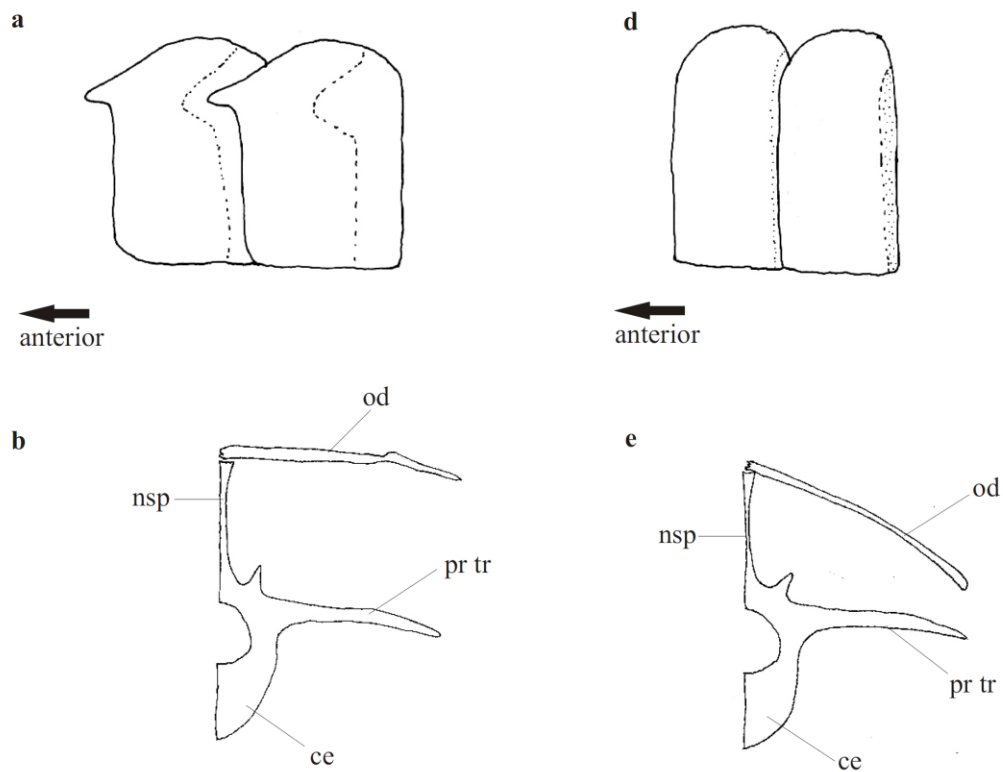 a
d
anterior
anterior
b
od
nsp
pr tr
ce
e
od
nsp
pr tr
ce